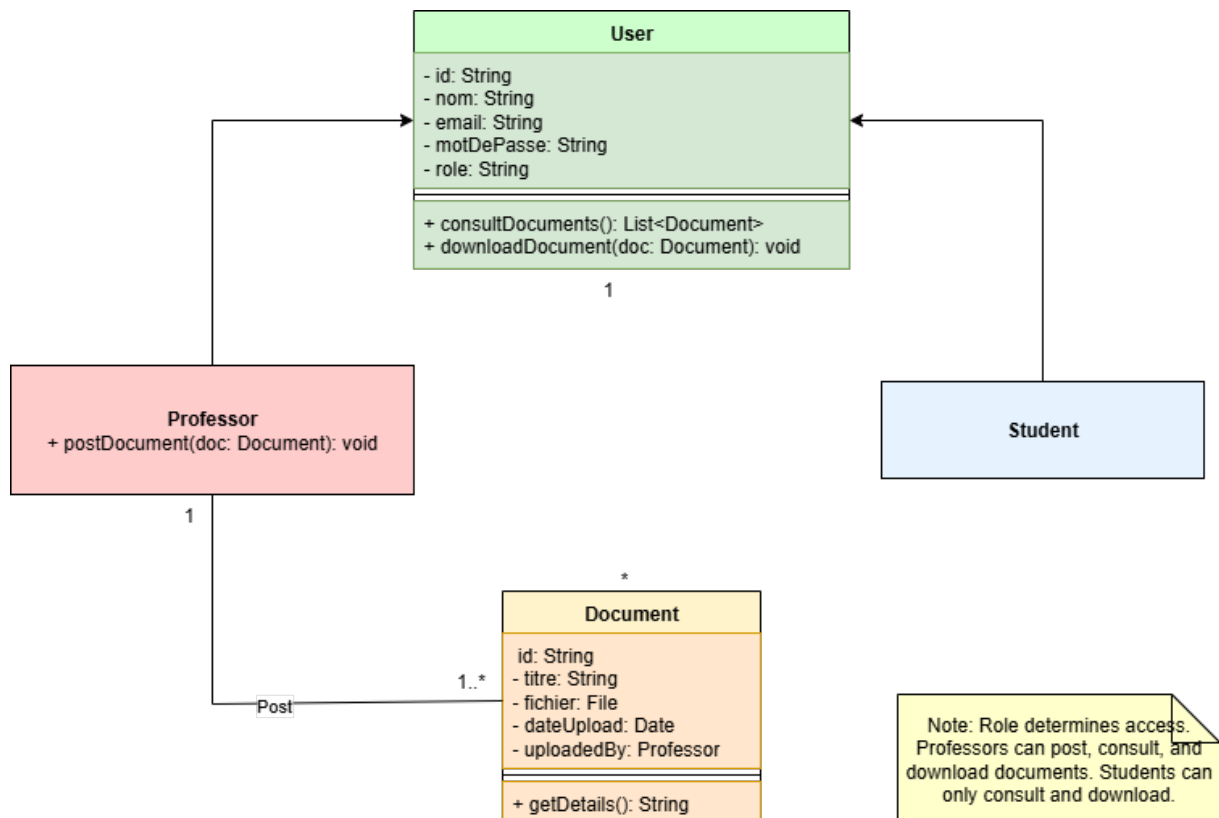 User
- id: String
- nom: String
- email: String
- motDePasse: String
- role: String
+ consultDocuments(): List<Document>
+ downloadDocument(doc: Document): void
1
Professor
+ postDocument(doc: Document): void
Student
1
*
Document
id: String
- titre: String
- fichier: File
- dateUpload: Date
- uploadedBy: Professor
+ getDetails(): String
1..*
Post
Note: Role determines access.
Professors can post, consult, and
download documents. Students can
only consult and download.